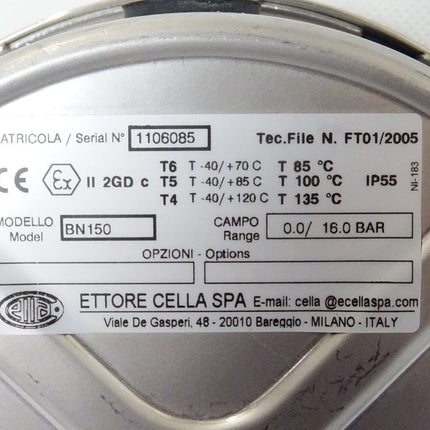 ATRICOLA / Serial N° 1106085 Tec.File N. FT01/2005
CE Ex II 2GD c
T6 T -40/+70 C T 85 °C
T5 T -40/+85 C T 100 °C IP55
T4 T -40/+120 C T 135 °C
NI-183
MODELLO Model BN150 CAMPO Range 0.0/ 16.0 BAR
OPZIONI - Options
ETTORE CELLA SPA E-mail: cella @ecellaspa.com
Viale De Gasperi, 48 - 20010 Bareggio - MILANO - ITALY